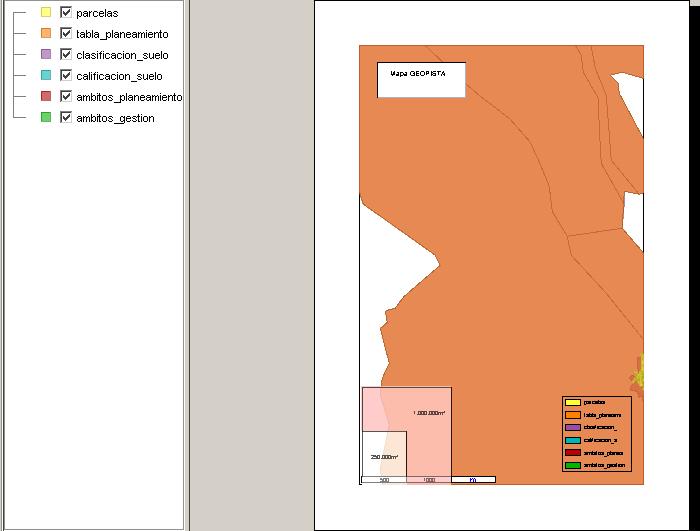 parcelas
tabla_planeamiento
clasificacion_suelo
calificacion_suelo
ambitos_planeamiento
ambitos_gestion
Mapa GEOPISTA
1.000.000m²
250.000m²
500 1000 m
parcelas
tabla_planeami
clasificacion_
calificacion_s
ambitos_planea
ambitos_gestion